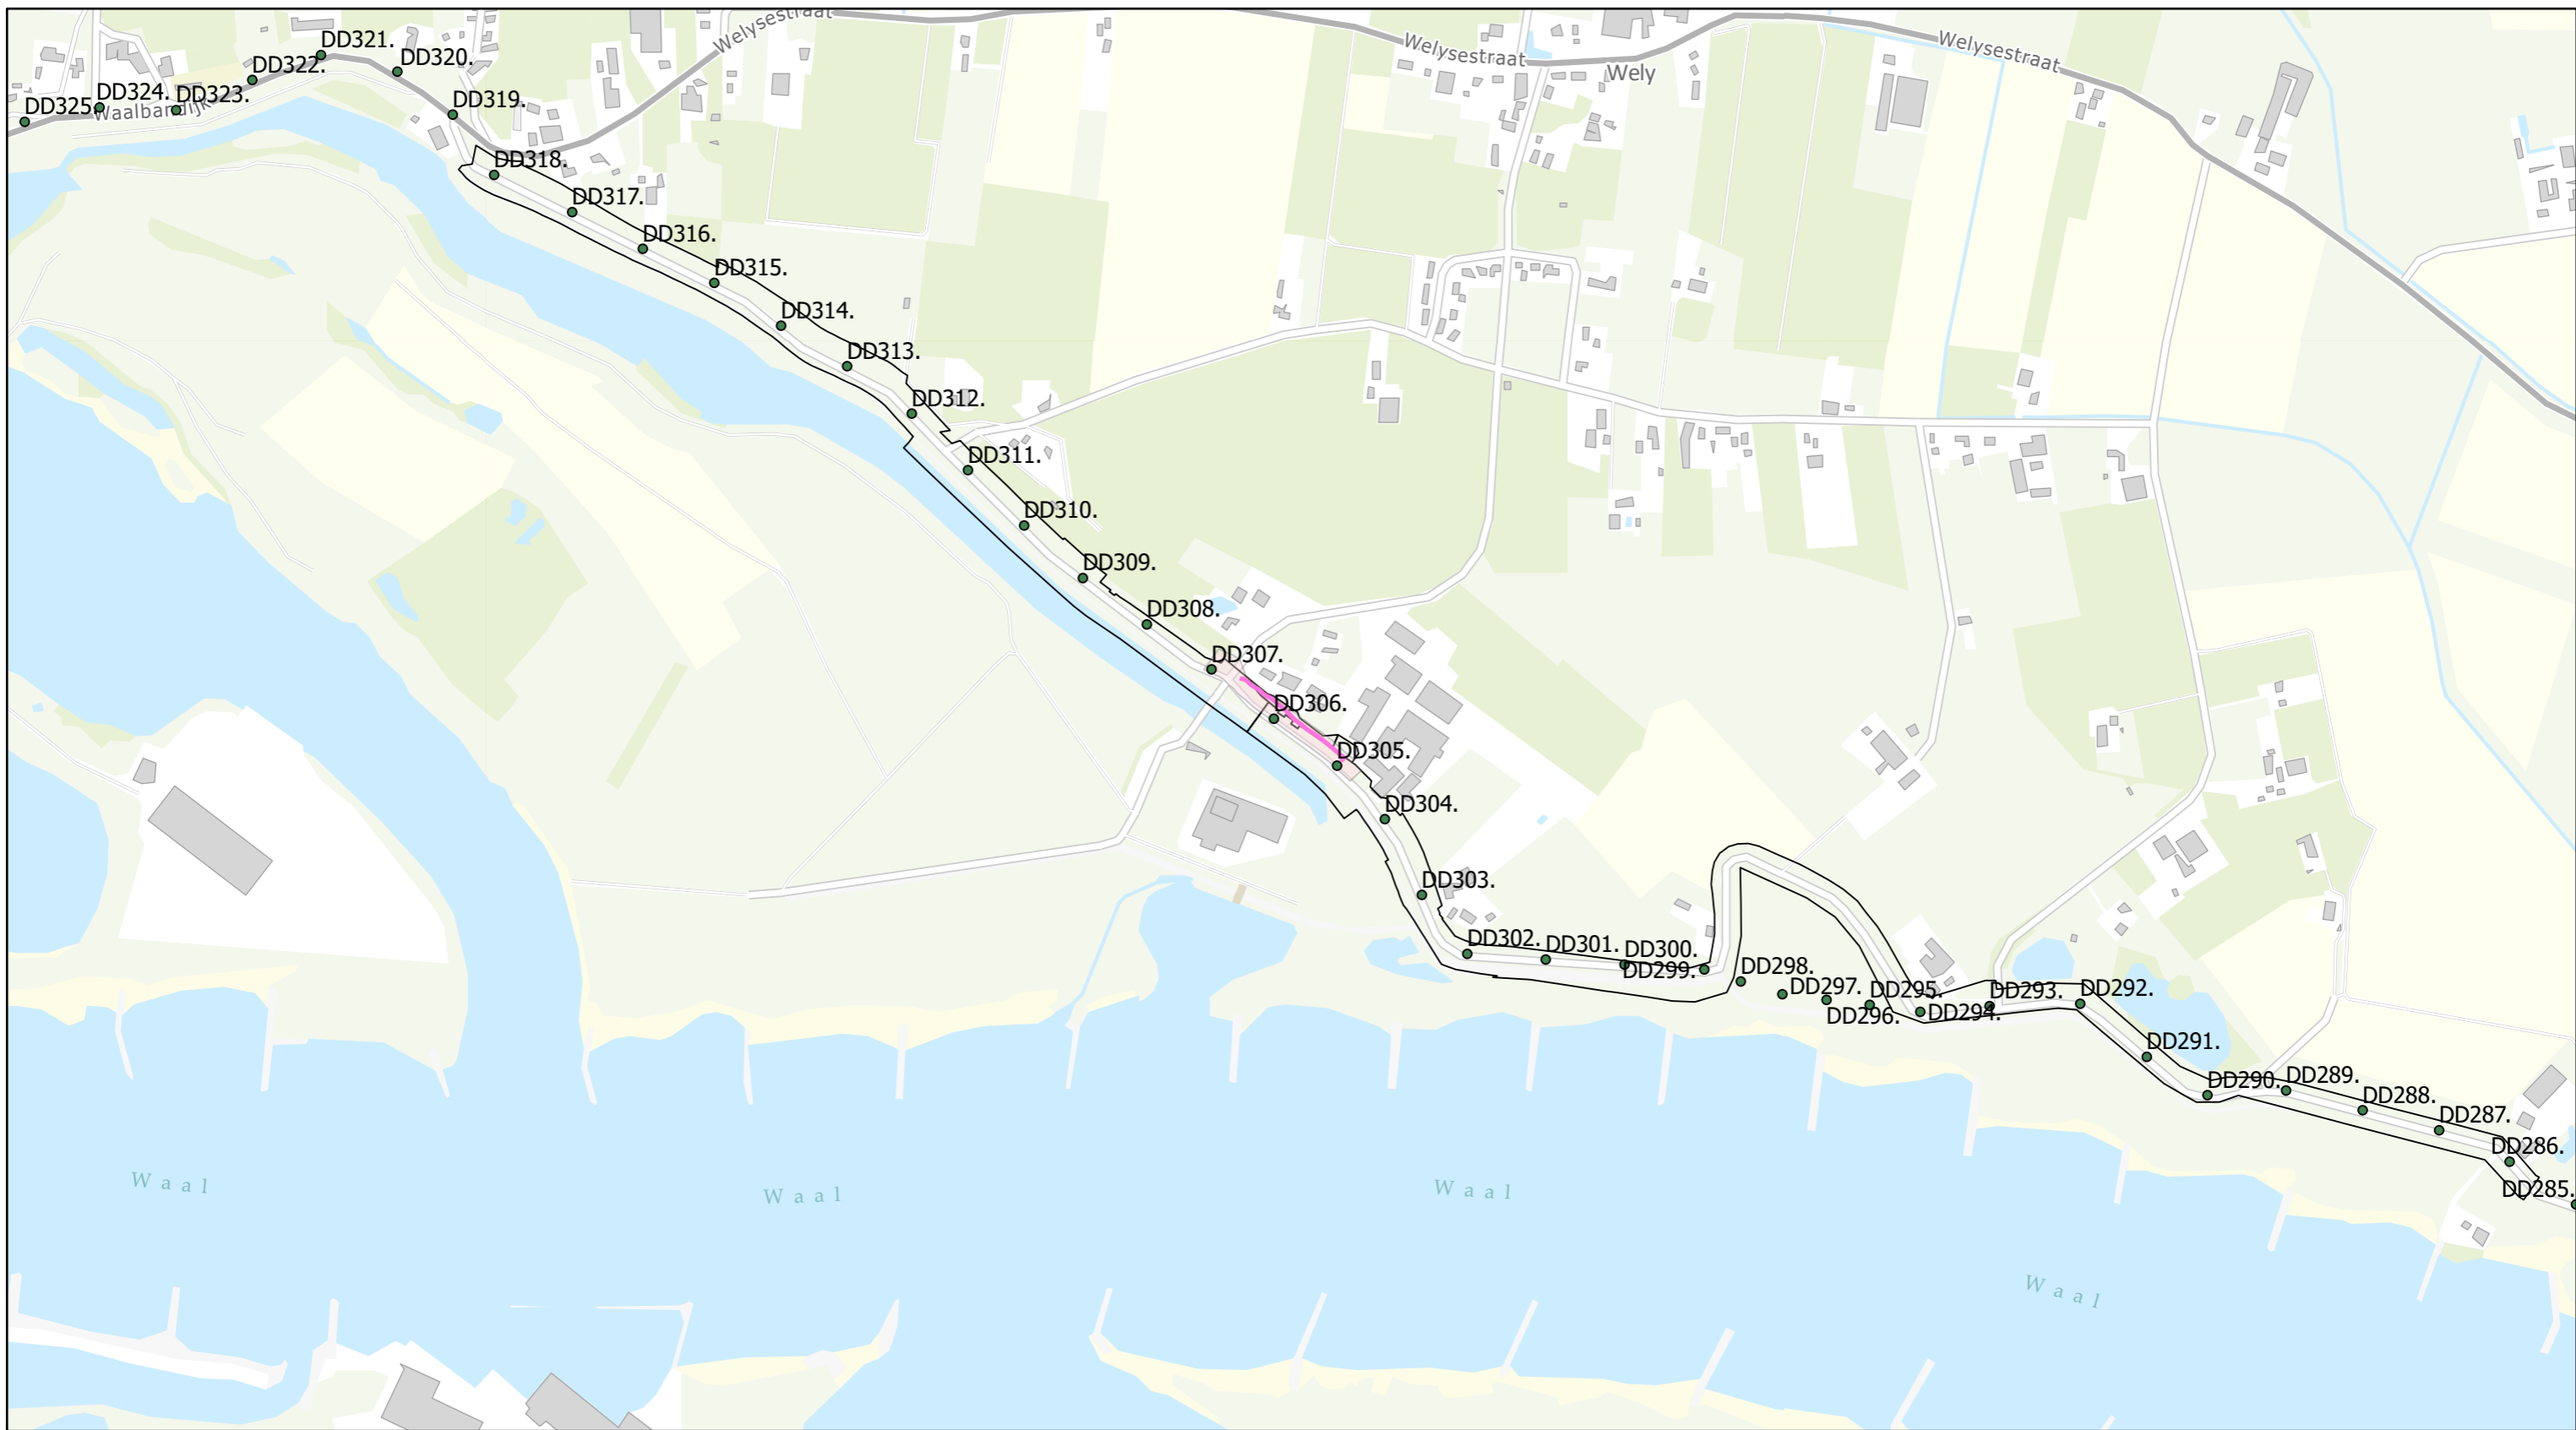 Welysestraat
Welysestraat
Welysestraat
Wely
DD321.
DD320.
DD322.
DD325.
DD324.
DD323.
Waalbandijk
DD319.
DD318.
DD317.
DD316.
DD315.
DD314.
DD313.
DD312.
DD311.
DD310.
DD309.
DD308.
DD307.
DD306.
DD305.
DD304.
DD303.
DD302.
DD301.
DD300.
DD299.
DD298.
DD297.
DD296.
DD295.
DD294.
DD293.
DD292.
DD291.
DD290.
DD289.
DD288.
DD287.
DD286.
DD285.
Waal
Waal
Waal
Waal